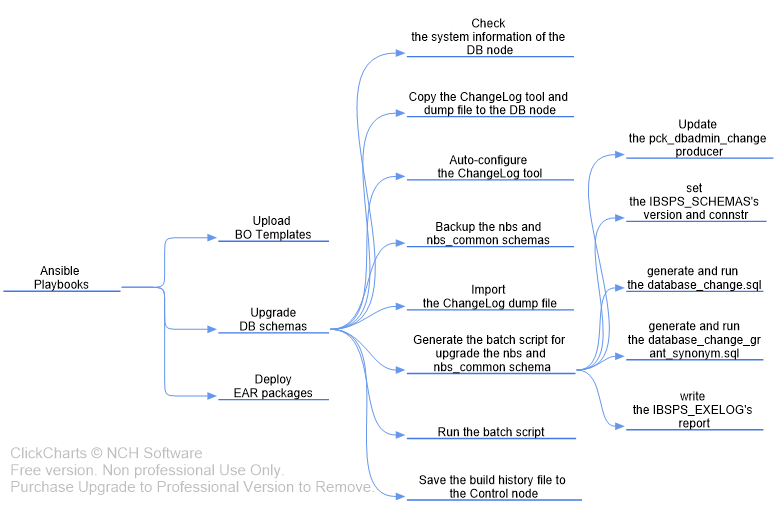 Ansible
Playbooks
Upload
BO Templates
Upgrade
DB schemas
Deploy
EAR packages
Check
the system information of the
DB node
Copy the ChangeLog tool and
dump file to the DB node
Auto-configure
the ChangeLog tool
Backup the nbs and
nbs_common schemas
Import
the ChangeLog dump file
Generate the batch script for
upgrade the nbs and
nbs_common schema
Run the batch script
Save the build history file to
the Control node
Update
the pck_dbadmin_change
producer
set
the IBSPS_SCHEMAS's
version and connstr
generate and run
the database_change.sql
generate and run
the database_change_gr
ant_synonym.sql
write
the IBSPS_EXELOG's
report
ClickCharts © NCH Software
Free version. Non professional Use Only.
Purchase Upgrade to Professional Version to Remove.